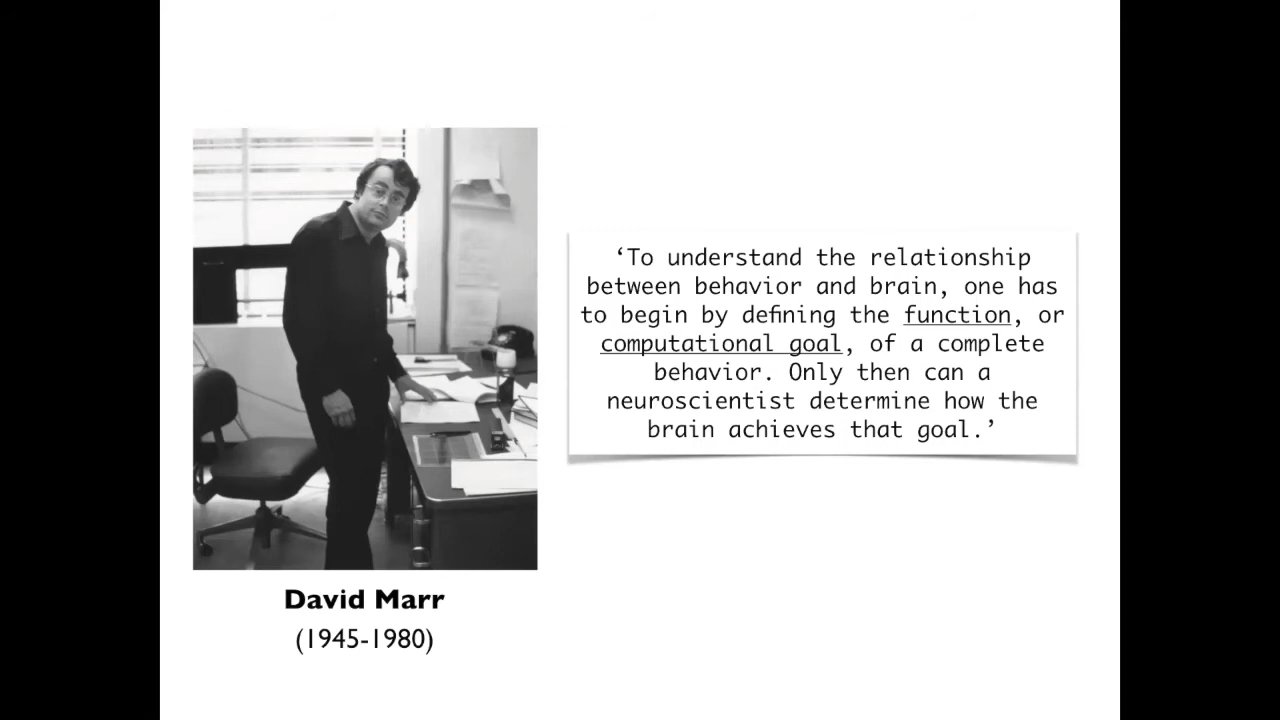 ‘To understand the relationship
between behavior and brain, one has
to begin by defining the function, or
computational goal, of a complete
behavior. Only then can a
neuroscientist determine how the
brain achieves that goal.’
David Marr
(1945-1980)